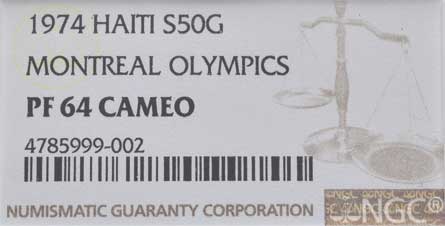 1974 HAITI S50G
MONTREAL OLYMPICS
PF 64 CAMEO
4785999-002
NUMISMATIC GUARANTY CORPORATION
NGC®